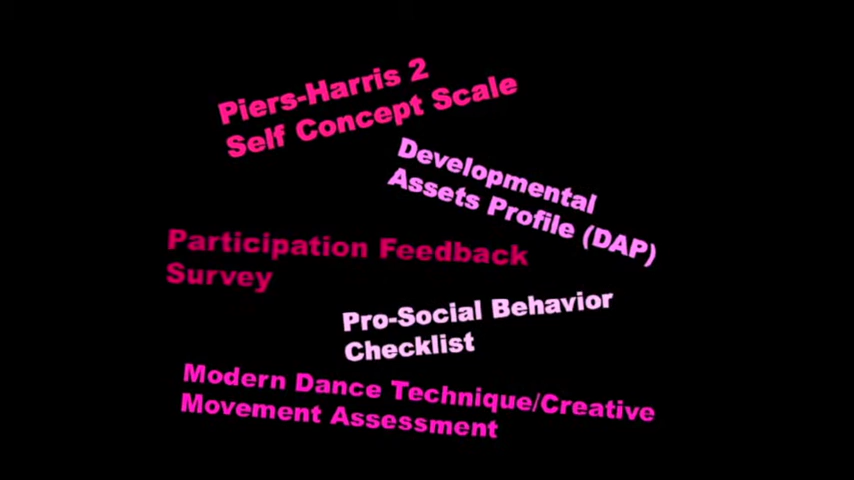 Piers-Harris 2
Self Concept Scale
Developmental
Assets Profile (DAP)
Participation Feedback
Survey
Pro-Social Behavior
Checklist
Modern Dance Technique/Creative
Movement Assessment